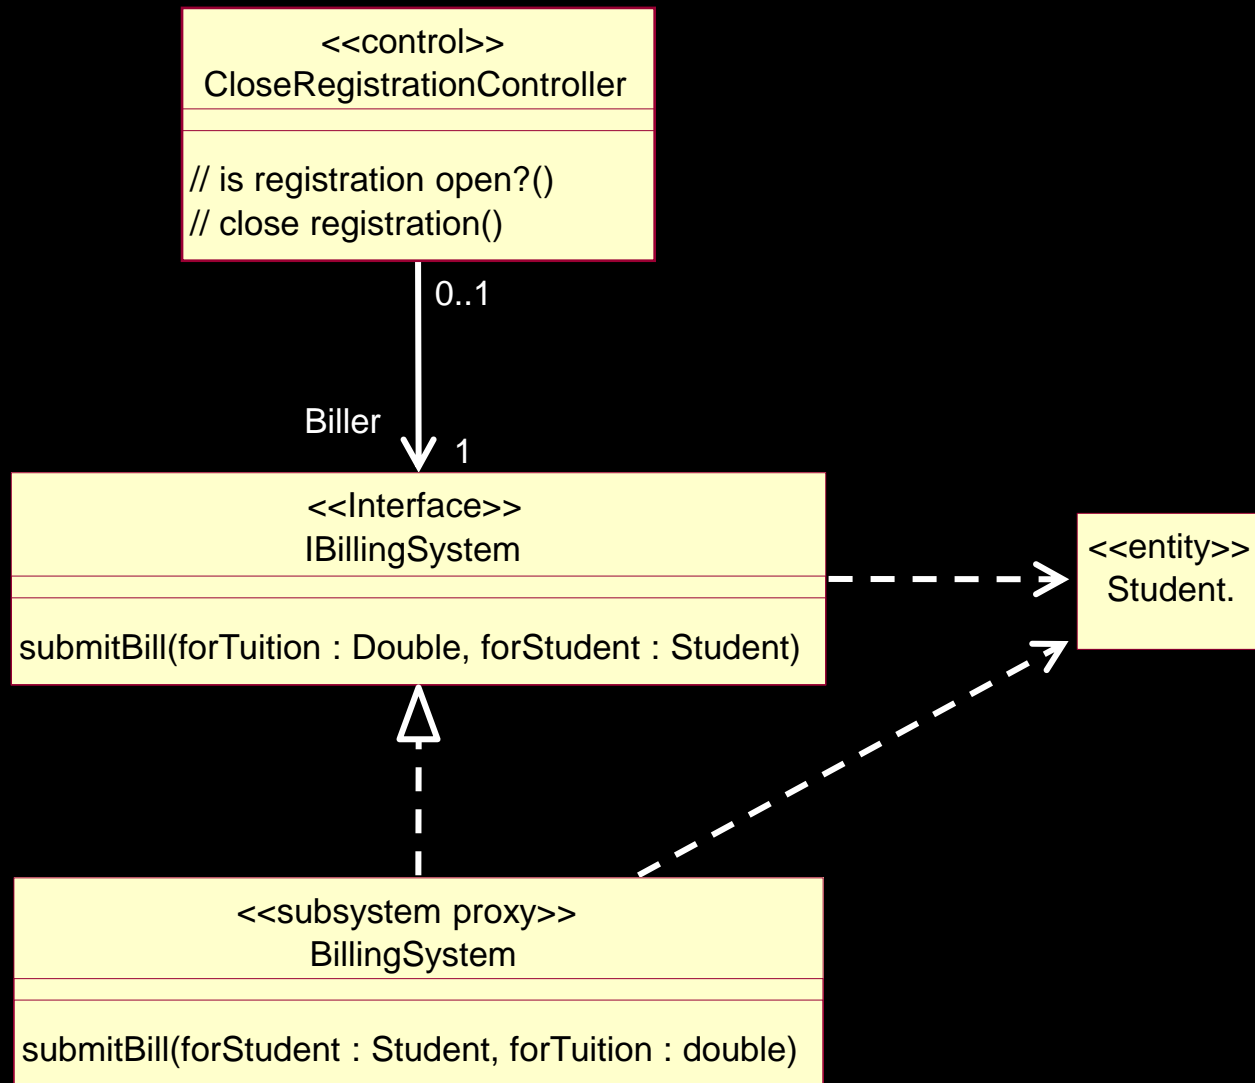 <<control>>
CloseRegistrationController
// is registration open?()
// close registration()
0..1
Biller
1
<<Interface>>
IBillingSystem
submitBill(forTuition : Double, forStudent : Student)
<<entity>>
Student.
<<subsystem proxy>>
BillingSystem
submitBill(forStudent : Student, forTuition : double)